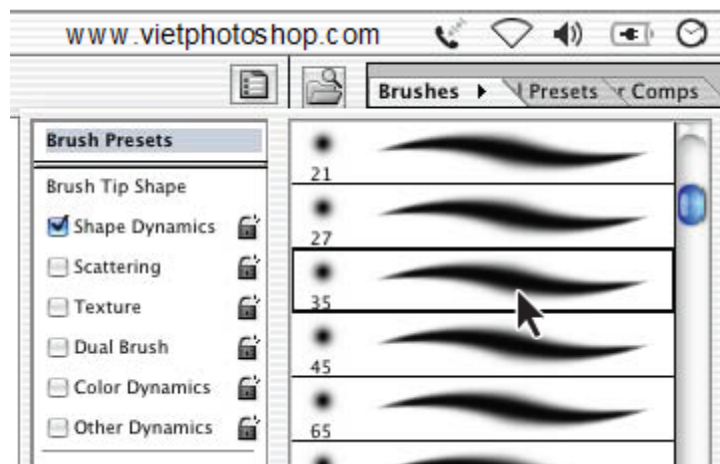 www.vietphotoshop.com
Brushes Presets r Comps
Brush Presets
Brush Tip Shape
Shape Dynamics
Scattering
Texture
Dual Brush
Color Dynamics
Other Dynamics
21
27
35
45
65